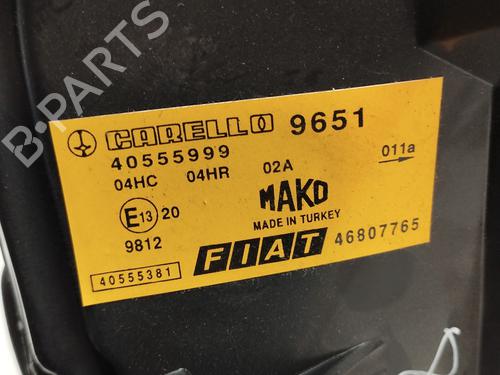 B-PARTS
CARELLO 9651
40555999
04HC 04HR 02A 011a
E13 20 MAKO
MADE IN TURKEY
9812
40555381 FIAT 46807765